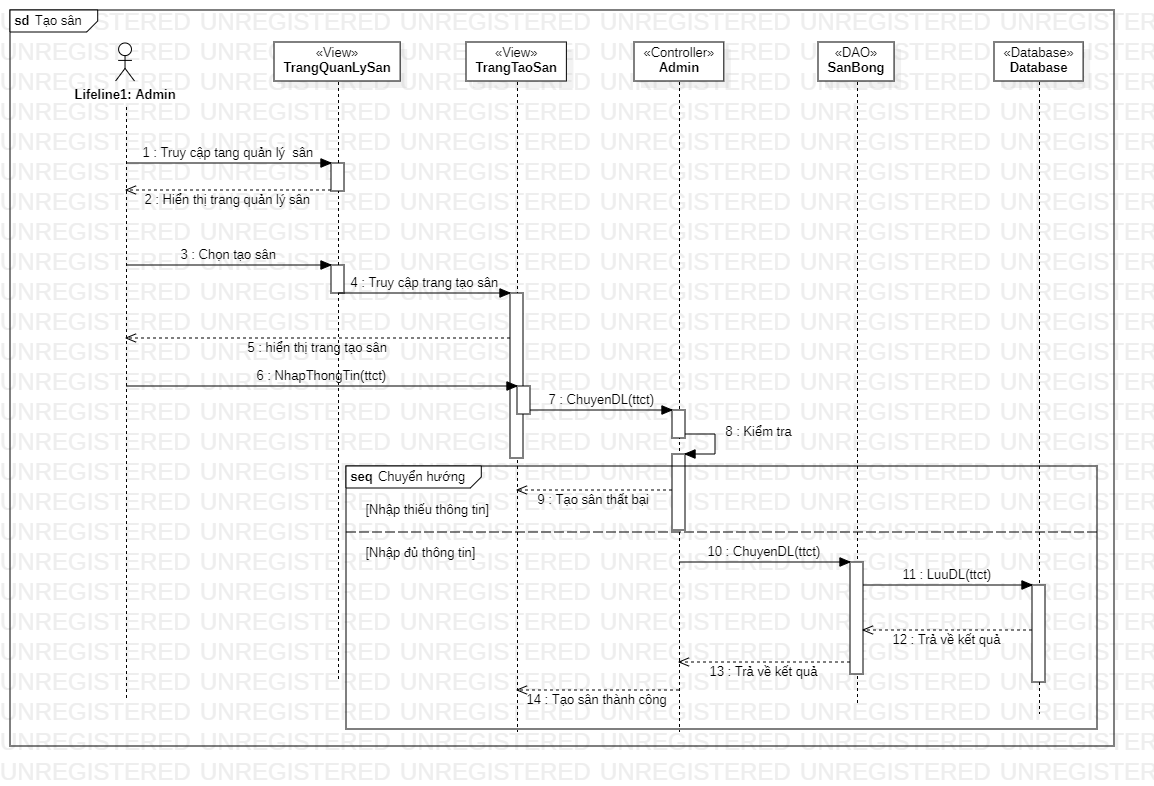 sd Tạo sân
«View»
TrangQuanLySan
«View»
TrangTaoSan
«Controller»
Admin
«DAO»
SanBong
«Database»
Database
Lifeline1: Admin
1 : Truy cập tang quản lý  sân
2 : Hiển thị trang quản lý sân
3 : Chọn tạo sân
4 : Truy cập trang tạo sân
5 : hiển thị trang tạo sân
6 : NhapThongTin(ttct)
7 : ChuyenDL(ttct)
8 : Kiểm tra
seq Chuyển hướng
9 : Tạo sân thất bại
[Nhập thiếu thông tin]
[Nhập đủ thông tin]
10 : ChuyenDL(ttct)
11 : LuuDL(ttct)
12 : Trả về kết quả
13 : Trả về kết quả
14 : Tạo sân thành công
UNREGISTERED